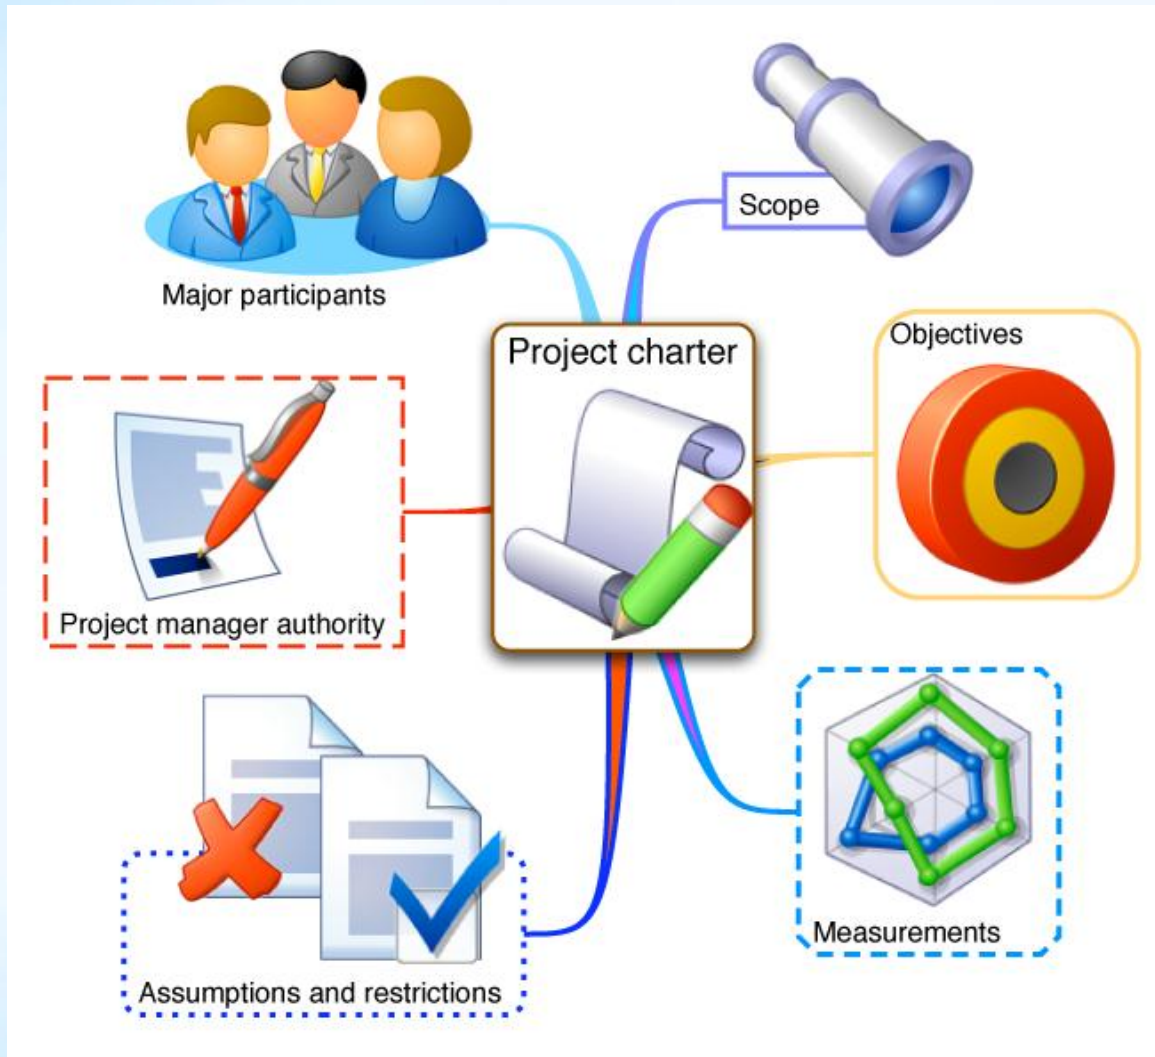 Major participants
Scope
Project charter
Objectives
Project manager authority
Measurements
Assumptions and restrictions